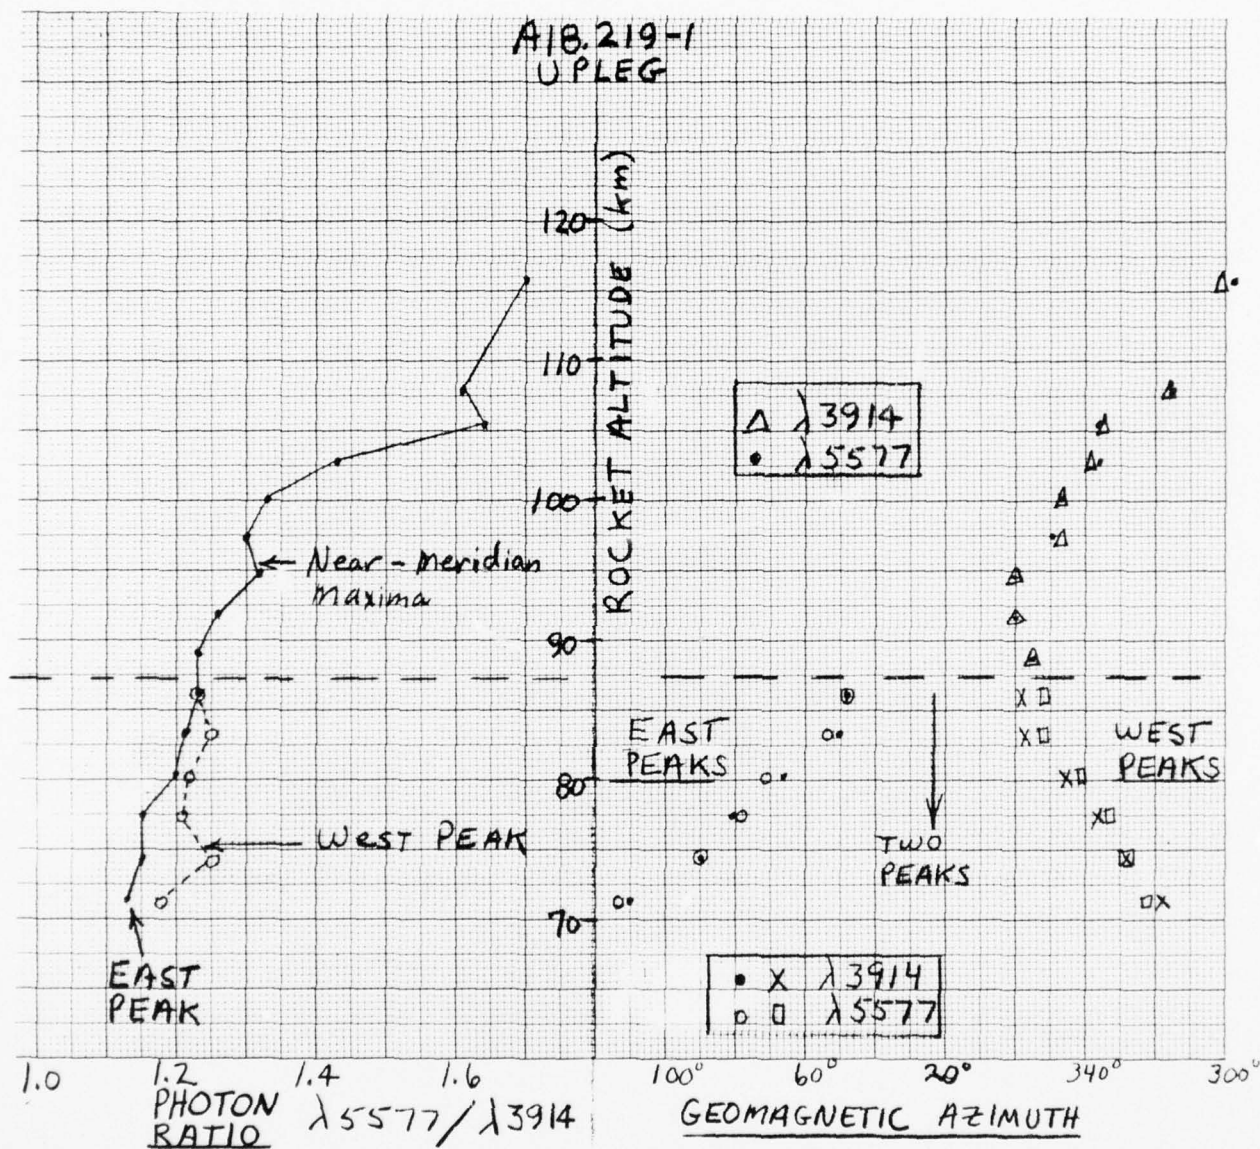 A18.219-1
UPLEG
ROCKET ALTITUDE (km)
120
110
100
90
80
70
Δ λ3914
• λ5577
Near-meridian
Maxima
EAST
PEAKS
WEST
PEAKS
TWO
PEAKS
WEST PEAK
EAST
PEAK
• X λ3914
o □ λ5577
1.0 1.2 1.4 1.6 100° 60° 20° 340° 300°
PHOTON
RATIO
λ5577/λ3914
GEOMAGNETIC AZIMUTH